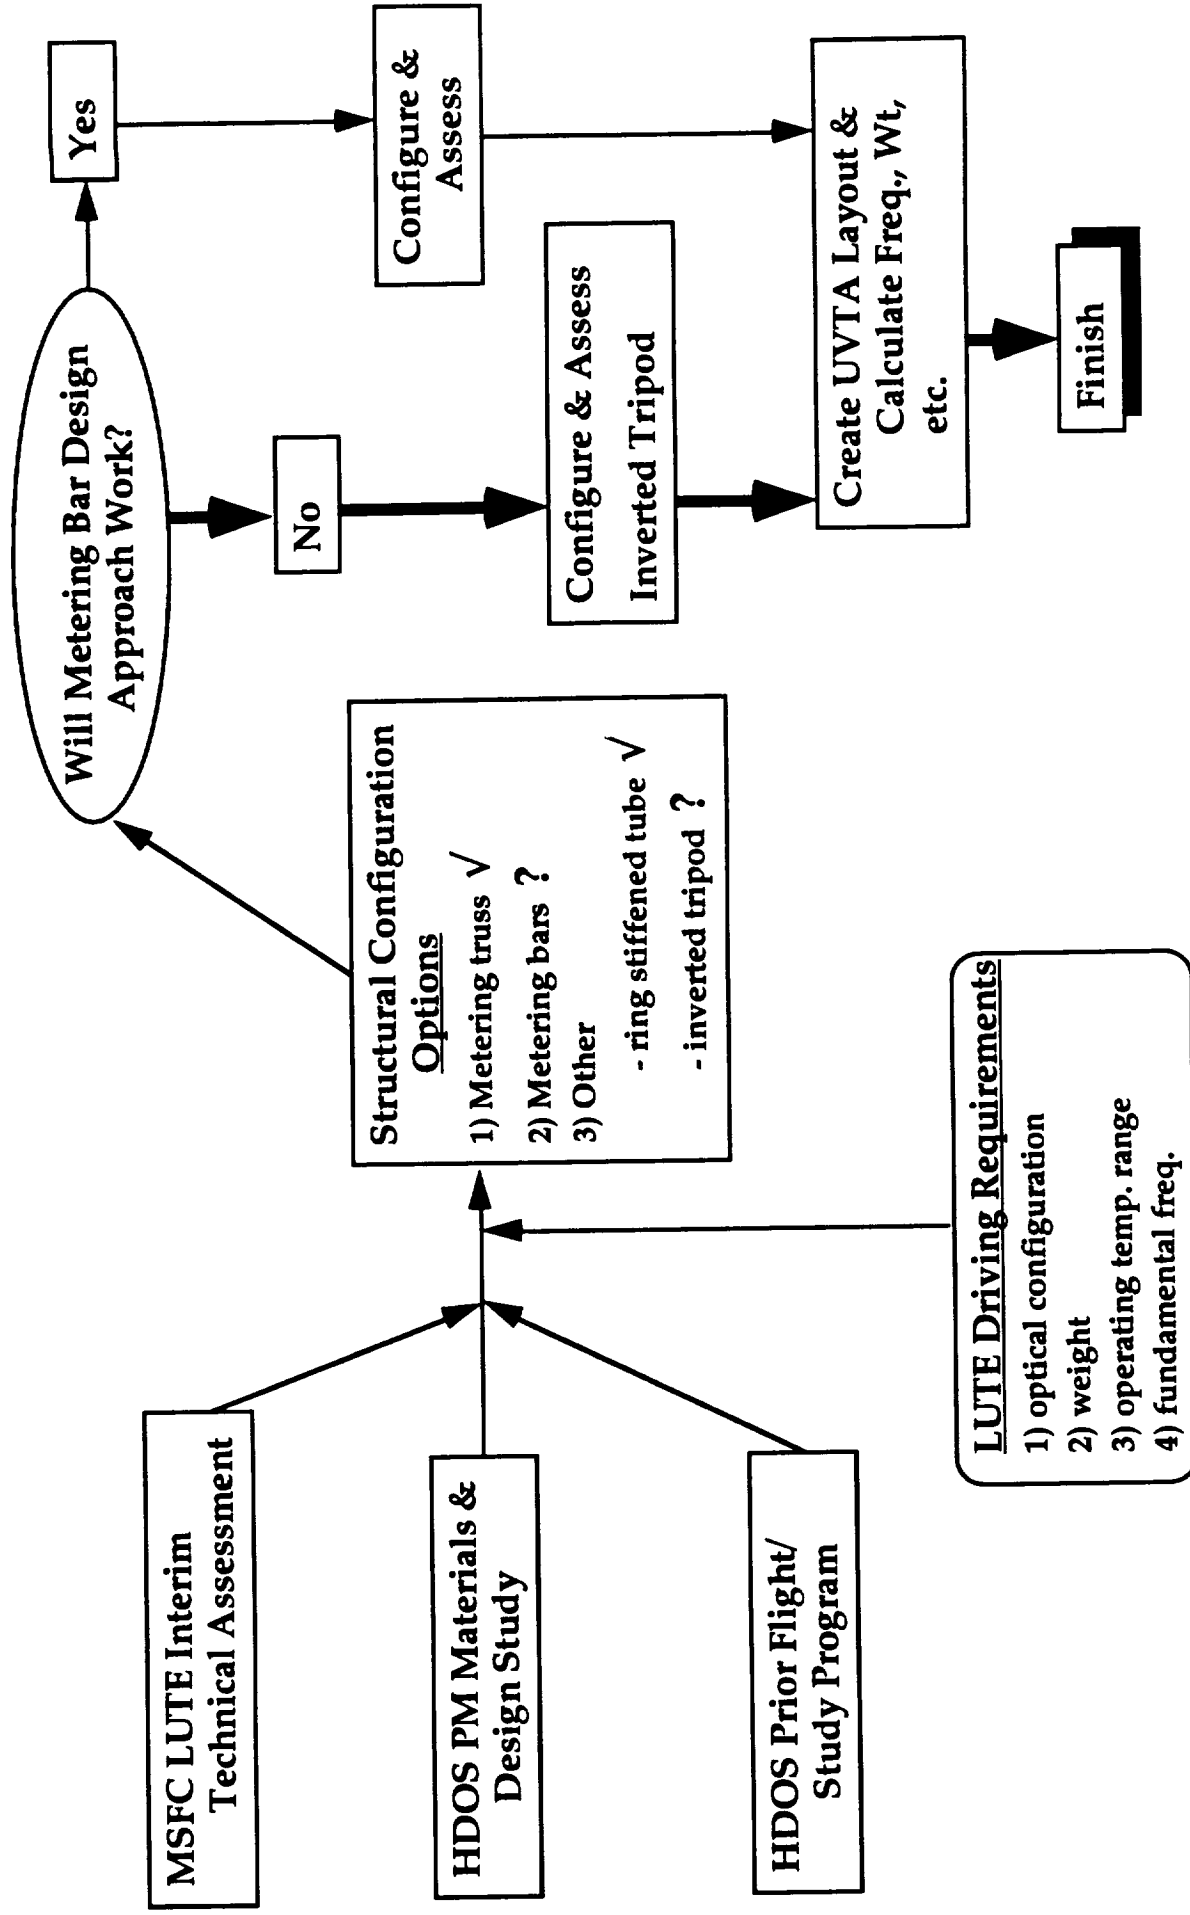 MSFC LUTE Interim
Technical Assessment
HDOS PM Materials &
Design Study
HDOS Prior Flight/
Study Program
LUTE Driving Requirements
1) optical configuration
2) weight
3) operating temp. range
4) fundamental freq.
Structural Configuration
Options
1) Metering truss √
2) Metering bars ?
3) Other
- ring stiffened tube √
- inverted tripod ?
Will Metering Bar Design
Approach Work?
Yes
No
Configure &
Assess
Configure & Assess
Inverted Tripod
Create UVTA Layout &
Calculate Freq., Wt,
etc.
Finish